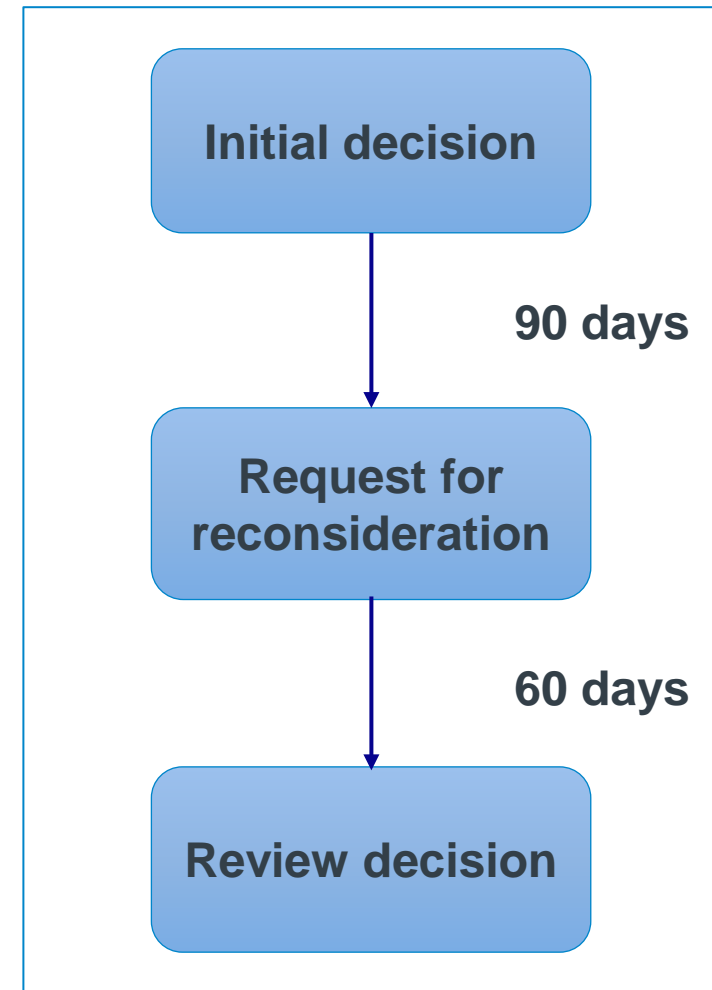 Initial decision
90 days
Request for
reconsideration
60 days
Review decision